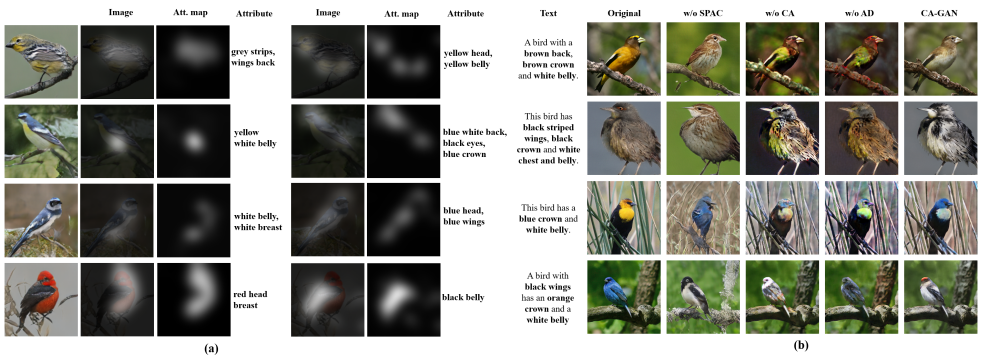 Image Att. map Attribute Image Att. map Attribute
grey strips,
wings back
yellow head,
yellow belly
yellow
white belly
blue white back,
black eyes,
blue crown
white belly,
white breast
blue head,
blue wings
red head
breast
black belly
(a)
Text Original w/o SPAC w/o CA w/o AD CA-GAN
A bird with a
brown back,
brown crown
and white belly.
This bird has
black striped
wings, black
crown and white
chest and belly.
This bird has a
blue crown and
white belly.
A bird with
black wings
has an orange
crown and a
white belly
(b)